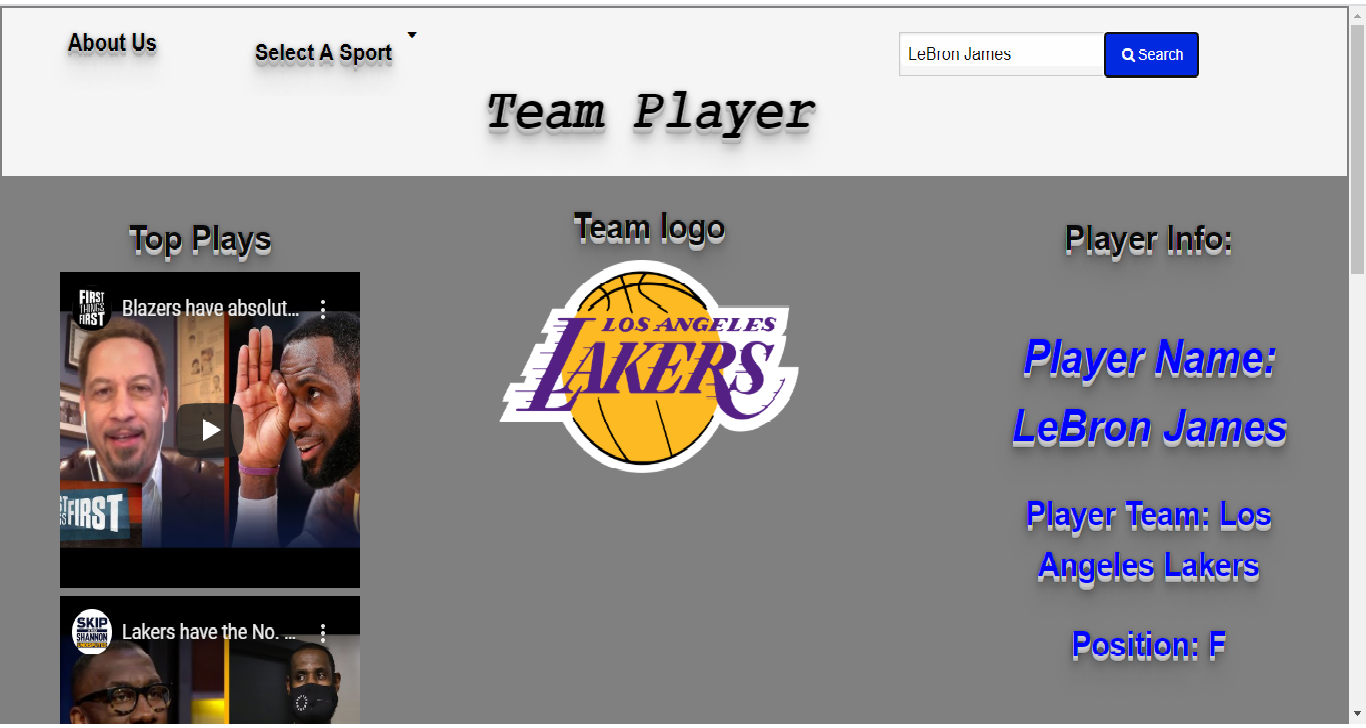 About Us
Select A Sport
LeBron James
Search
Team Player
Top Plays
FIRST
THINGS
FIRST
Blazers have absolut...
FIRST
SKIP
AND
SHANNON
UNDISPUTED
Lakers have the No. ...
Team logo
LOS ANGELES
LAKERS
Player Info:
Player Name:
LeBron James
Player Team: Los
Angeles Lakers
Position: F